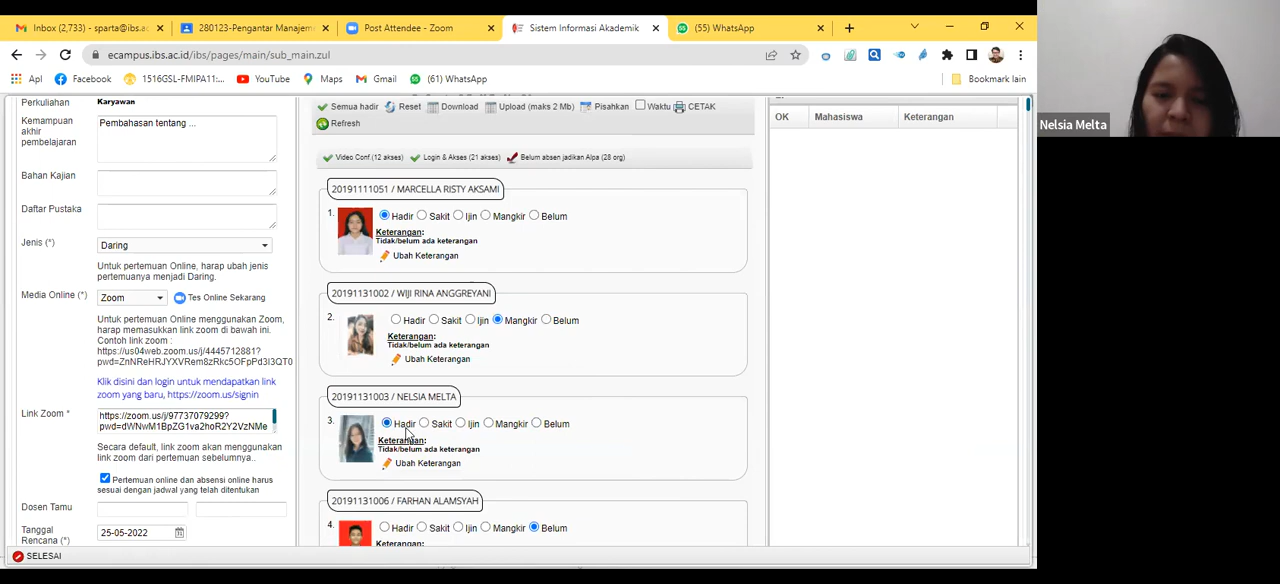 Inbox (2,733) - sparta@ibs.ac
280123-Pengantar Manajem
Post Attendee - Zoom
Sistem Informasi Akademik
(55) WhatsApp
ecampus.ibs.ac.id/ibs/pages/main/sub_main.zul
Apl
Facebook
1516GSL-FMIPA11:...
YouTube
Maps
Gmail
(61) WhatsApp
Bookmark lain
Perkuliahan
Karyawan
Kemampuan
akhir
pembelajaran
Pembahasan tentang ...
Bahan Kajian
Daftar Pustaka
Jenis (*)
Daring
Untuk pertemuan Online, harap ubah jenis
pertemuanya menjadi Daring.
Media Online (*)
Zoom
Tes Online Sekarang
Untuk pertemuan Online menggunakan Zoom,
harap memasukkan link zoom di bawah ini.
Contoh link zoom :
https://us04web.zoom.us/j/4445712881?
pwd=ZnNReHRJYXVRem8zRkc5OFpPd3l3QT0
Klik disini dan login untuk mendapatkan link
zoom yang baru, https://zoom.us/signin
Link Zoom *
https://zoom.us/j/97737079299?
pwd=dWNwM1BpZG1va2hoR2Y2VzNMe
Secara default, link zoom akan menggunakan
link zoom dari pertemuan sebelumnya..
Pertemuan online dan absensi online harus
sesuai dengan jadwal yang telah ditentukan
Dosen Tamu
Tanggal
Rencana (*)
25-05-2022
SELESAI
Semua hadir
Reset
Download
Upload (maks 2 Mb)
Pisahkan
Waktu
CETAK
Refresh
Video Conf (12 akses)
Login & Akses (21 akses)
Belum absen jadikan Alpa (28 org)
20191111051 / MARCELLA RISTY AKSAMI
1.
Hadir Sakit Ijin Mangkir Belum
Keterangan:
Tidak/belum ada keterangan
Ubah Keterangan
20191131002 / WIJI RINA ANGGREYANI
2.
Hadir Sakit Ijin Mangkir Belum
Keterangan:
Tidak/belum ada keterangan
Ubah Keterangan
20191131003 / NELSIA MELTA
3.
Hadir Sakit Ijin Mangkir Belum
Keterangan:
Tidak/belum ada keterangan
Ubah Keterangan
20191131006 / FARHAN ALAMSYAH
4.
Hadir Sakit Ijin Mangkir Belum
Keterangan:
OK
Mahasiswa
Keterangan
Nelsia Melta